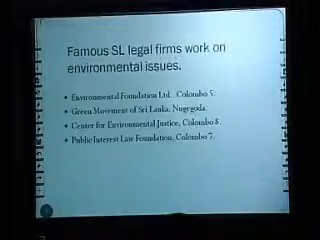 Famous SL legal firms work on
environmental issues.
Environmental Foundation Ltd., Colombo 5.
Green Movement of Sri Lanka, Nugegoda.
Center for Environmental Justice, Colombo 8.
Public Interest Law Foundation, Colombo 7.